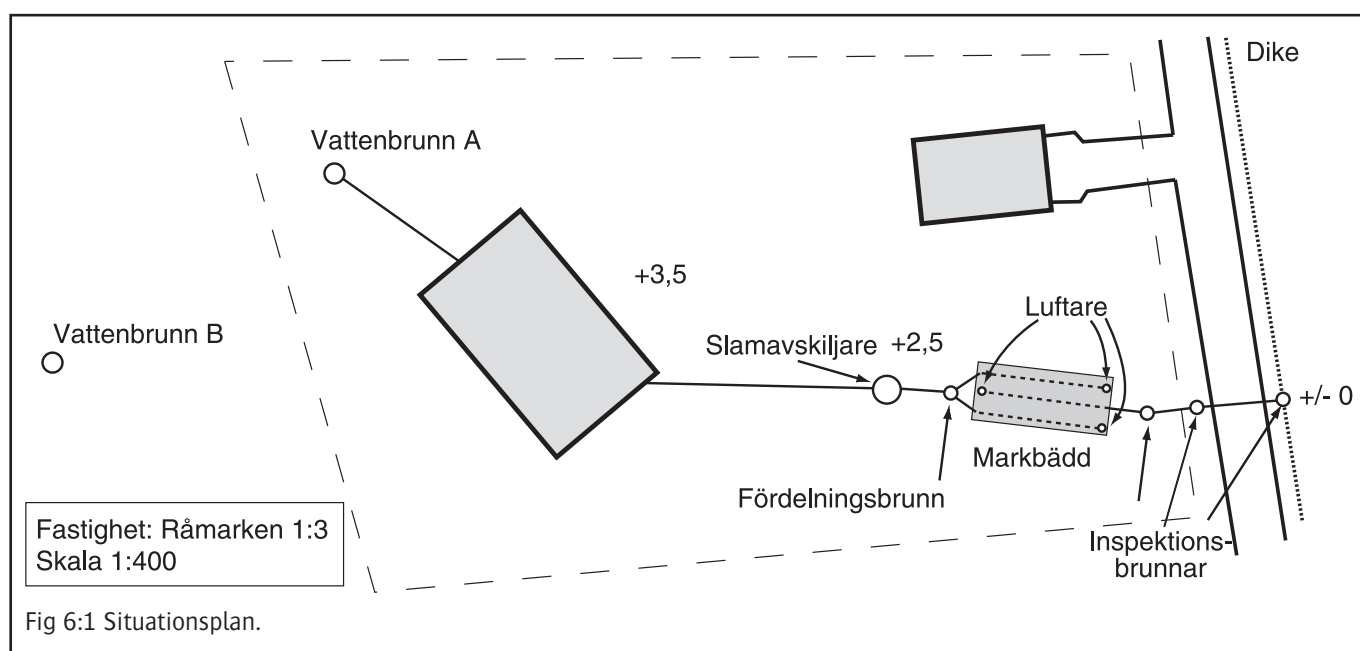 Dike
Vattenbrunn A
+3,5
Luftare
Vattenbrunn B
Slamavskiljare
+2,5
+/- 0
Markbädd
Fördelningsbrunn
Inspektions-
brunnar
Fastighet: Råmarken 1:3
Skala 1:400
Fig 6:1 Situationsplan.